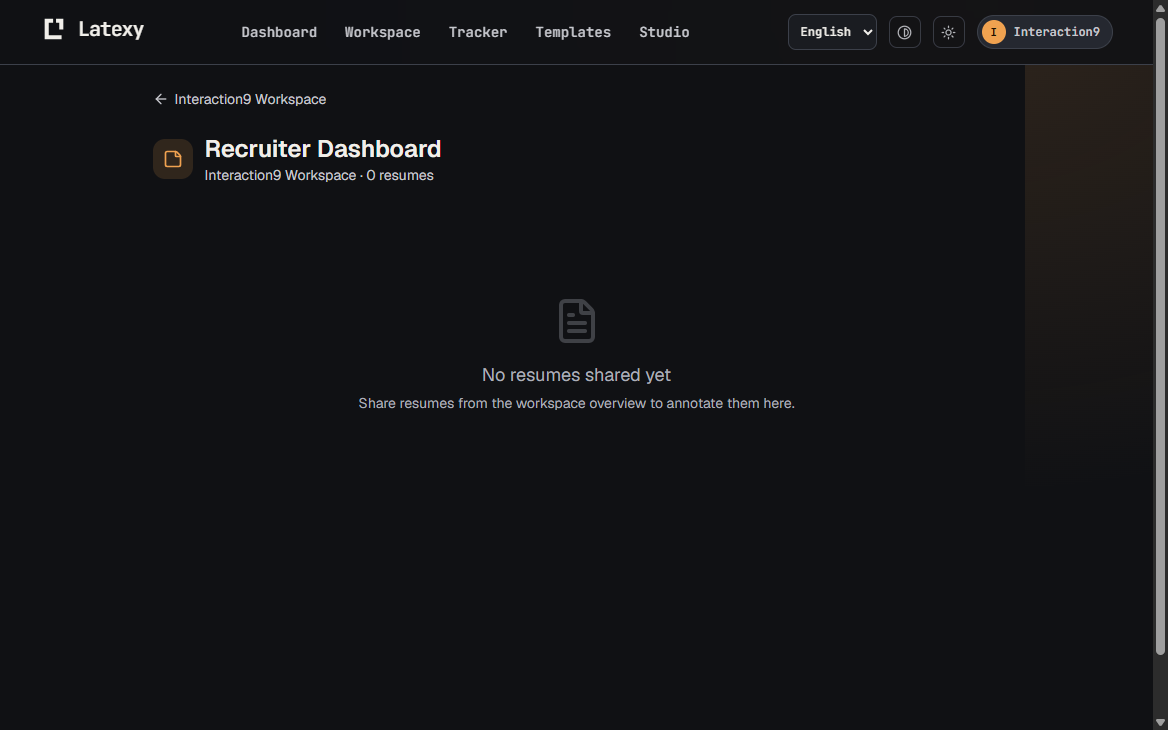 Latexy
Dashboard Workspace Tracker Templates Studio
English
I Interaction9
Interaction9 Workspace
Recruiter Dashboard
Interaction9 Workspace · 0 resumes
No resumes shared yet
Share resumes from the workspace overview to annotate them here.